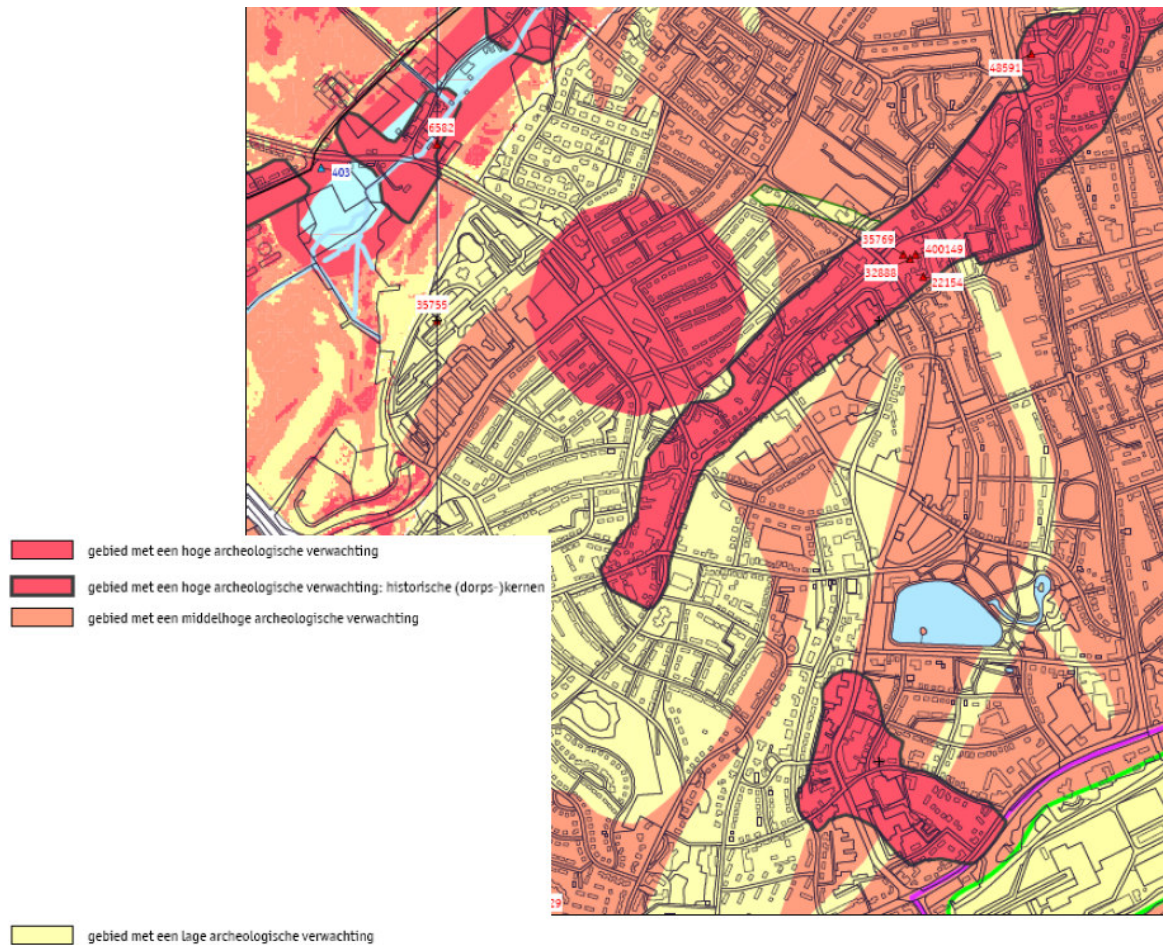 48591
6582
403
35769
400149
32888
22154
35755
gebied met een hoge archeologische verwachting
gebied met een hoge archeologische verwachting: historische (dorps-)kernen
gebied met een middelhoge archeologische verwachting
29
gebied met een lage archeologische verwachting